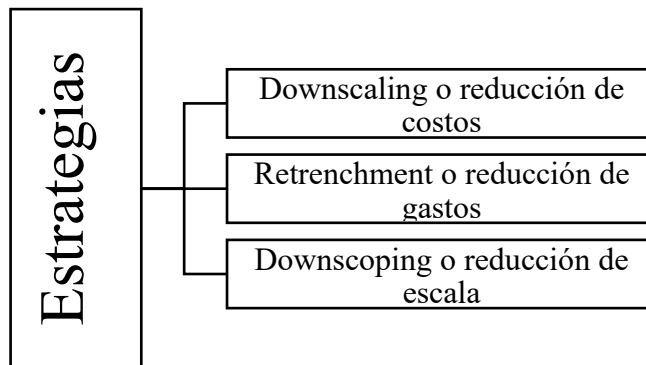 Estrategias
Downscaling o reducción de
costos
Retrenchment o reducción de
gastos
Downscoping o reducción de
escala